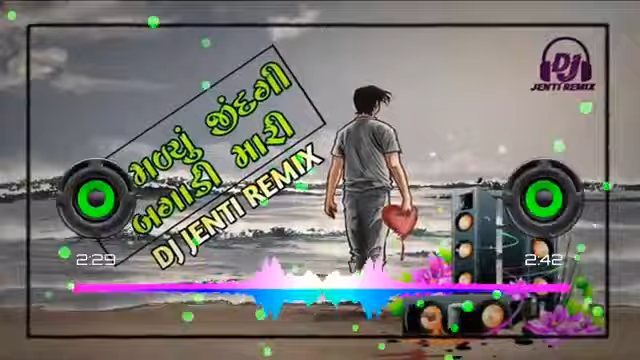 મળ્યું જીંદગી
બગાડી મારી
DJ JENTI REMIX
DJ
JENTI REMIX
2:29
2:42